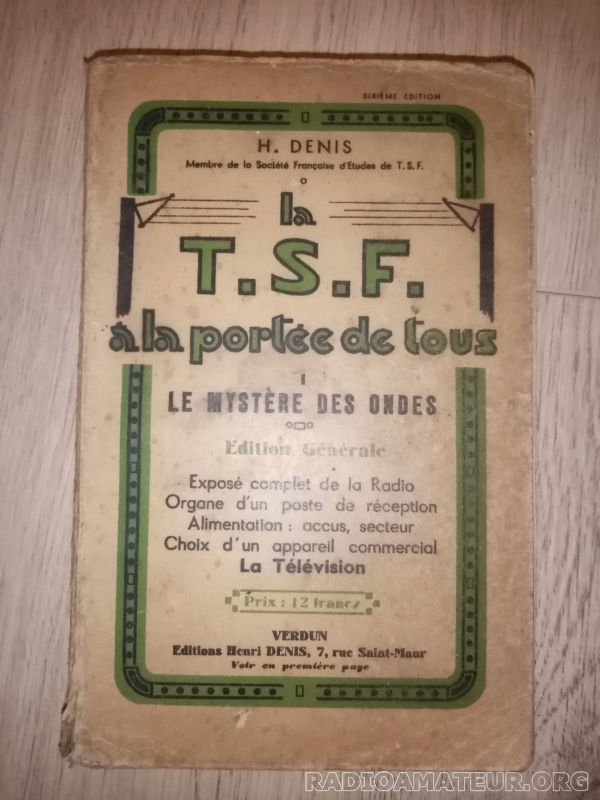 SIXIÈME ÉDITION
H. DENIS
Membre de la Société Française d'Etudes de T.S.F.
la
T.S.F.
à la portée de tous
I
LE MYSTÈRE DES ONDES
Edition Générale
Exposé complet de la Radio
Organe d'un poste de réception
Alimentation : accus, secteur
Choix d'un appareil commercial
La Télévision
Prix : 12 francs
VERDUN
Editions Henri DENIS, 7, rue Saint-Maur
Voir en première page
RADIOAMATEUR.ORG